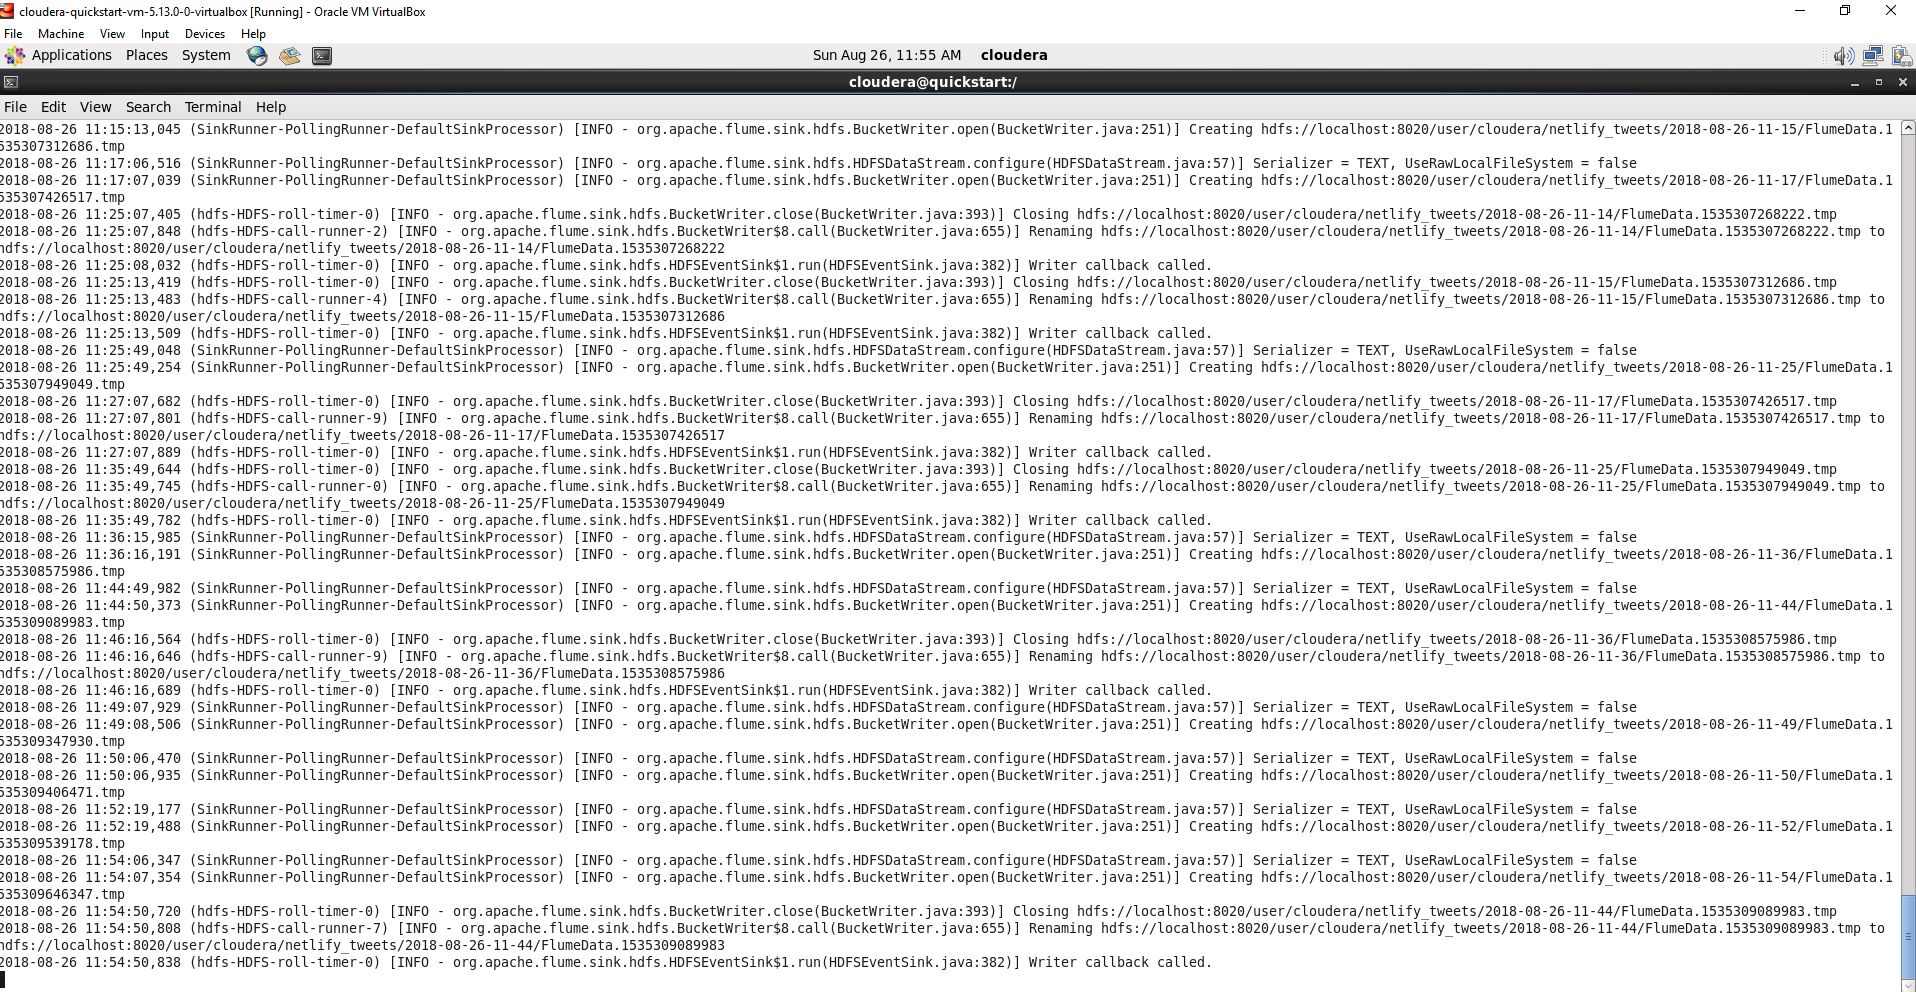 cloudera-quickstart-vm-5.13.0-0-virtualbox [Running] - Oracle VM VirtualBox
File Machine View Input Devices Help
Applications Places System Sun Aug 26, 11:55 AM cloudera
cloudera@quickstart:/
File Edit View Search Terminal Help
2018-08-26 11:15:13,045 (SinkRunner-PollingRunner-DefaultSinkProcessor) [INFO - org.apache.flume.sink.hdfs.BucketWriter.open(BucketWriter.java:251)] Creating hdfs://localhost:8020/user/cloudera/netlify_tweets/2018-08-26-11-15/FlumeData.1
535307312686.tmp
2018-08-26 11:17:06,516 (SinkRunner-PollingRunner-DefaultSinkProcessor) [INFO - org.apache.flume.sink.hdfs.HDFSDataStream.configure(HDFSDataStream.java:57)] Serializer = TEXT, UseRawLocalFileSystem = false
2018-08-26 11:17:07,039 (SinkRunner-PollingRunner-DefaultSinkProcessor) [INFO - org.apache.flume.sink.hdfs.BucketWriter.open(BucketWriter.java:251)] Creating hdfs://localhost:8020/user/cloudera/netlify_tweets/2018-08-26-11-17/FlumeData.1
535307426517.tmp
2018-08-26 11:25:07,405 (hdfs-HDFS-roll-timer-0) [INFO - org.apache.flume.sink.hdfs.BucketWriter.close(BucketWriter.java:393)] Closing hdfs://localhost:8020/user/cloudera/netlify_tweets/2018-08-26-11-14/FlumeData.1535307268222.tmp
2018-08-26 11:25:07,848 (hdfs-HDFS-call-runner-2) [INFO - org.apache.flume.sink.hdfs.BucketWriter$8.call(BucketWriter.java:655)] Renaming hdfs://localhost:8020/user/cloudera/netlify_tweets/2018-08-26-11-14/FlumeData.1535307268222.tmp to
hdfs://localhost:8020/user/cloudera/netlify_tweets/2018-08-26-11-14/FlumeData.1535307268222
2018-08-26 11:25:08,032 (hdfs-HDFS-roll-timer-0) [INFO - org.apache.flume.sink.hdfs.HDFSEventSink$1.run(HDFSEventSink.java:382)] Writer callback called.
2018-08-26 11:25:13,419 (hdfs-HDFS-roll-timer-0) [INFO - org.apache.flume.sink.hdfs.BucketWriter.close(BucketWriter.java:393)] Closing hdfs://localhost:8020/user/cloudera/netlify_tweets/2018-08-26-11-15/FlumeData.1535307312686.tmp
2018-08-26 11:25:13,483 (hdfs-HDFS-call-runner-4) [INFO - org.apache.flume.sink.hdfs.BucketWriter$8.call(BucketWriter.java:655)] Renaming hdfs://localhost:8020/user/cloudera/netlify_tweets/2018-08-26-11-15/FlumeData.1535307312686.tmp to
hdfs://localhost:8020/user/cloudera/netlify_tweets/2018-08-26-11-15/FlumeData.1535307312686
2018-08-26 11:25:13,509 (hdfs-HDFS-roll-timer-0) [INFO - org.apache.flume.sink.hdfs.HDFSEventSink$1.run(HDFSEventSink.java:382)] Writer callback called.
2018-08-26 11:25:49,048 (SinkRunner-PollingRunner-DefaultSinkProcessor) [INFO - org.apache.flume.sink.hdfs.HDFSDataStream.configure(HDFSDataStream.java:57)] Serializer = TEXT, UseRawLocalFileSystem = false
2018-08-26 11:25:49,254 (SinkRunner-PollingRunner-DefaultSinkProcessor) [INFO - org.apache.flume.sink.hdfs.BucketWriter.open(BucketWriter.java:251)] Creating hdfs://localhost:8020/user/cloudera/netlify_tweets/2018-08-26-11-25/FlumeData.1
535307949049.tmp
2018-08-26 11:27:07,682 (hdfs-HDFS-roll-timer-0) [INFO - org.apache.flume.sink.hdfs.BucketWriter.close(BucketWriter.java:393)] Closing hdfs://localhost:8020/user/cloudera/netlify_tweets/2018-08-26-11-17/FlumeData.1535307426517.tmp
2018-08-26 11:27:07,801 (hdfs-HDFS-call-runner-9) [INFO - org.apache.flume.sink.hdfs.BucketWriter$8.call(BucketWriter.java:655)] Renaming hdfs://localhost:8020/user/cloudera/netlify_tweets/2018-08-26-11-17/FlumeData.1535307426517.tmp to
hdfs://localhost:8020/user/cloudera/netlify_tweets/2018-08-26-11-17/FlumeData.1535307426517
2018-08-26 11:27:07,889 (hdfs-HDFS-roll-timer-0) [INFO - org.apache.flume.sink.hdfs.HDFSEventSink$1.run(HDFSEventSink.java:382)] Writer callback called.
2018-08-26 11:35:49,644 (hdfs-HDFS-roll-timer-0) [INFO - org.apache.flume.sink.hdfs.BucketWriter.close(BucketWriter.java:393)] Closing hdfs://localhost:8020/user/cloudera/netlify_tweets/2018-08-26-11-25/FlumeData.1535307949049.tmp
2018-08-26 11:35:49,745 (hdfs-HDFS-call-runner-0) [INFO - org.apache.flume.sink.hdfs.BucketWriter$8.call(BucketWriter.java:655)] Renaming hdfs://localhost:8020/user/cloudera/netlify_tweets/2018-08-26-11-25/FlumeData.1535307949049.tmp to
hdfs://localhost:8020/user/cloudera/netlify_tweets/2018-08-26-11-25/FlumeData.1535307949049
2018-08-26 11:35:49,782 (hdfs-HDFS-roll-timer-0) [INFO - org.apache.flume.sink.hdfs.HDFSEventSink$1.run(HDFSEventSink.java:382)] Writer callback called.
2018-08-26 11:36:15,985 (SinkRunner-PollingRunner-DefaultSinkProcessor) [INFO - org.apache.flume.sink.hdfs.HDFSDataStream.configure(HDFSDataStream.java:57)] Serializer = TEXT, UseRawLocalFileSystem = false
2018-08-26 11:36:16,191 (SinkRunner-PollingRunner-DefaultSinkProcessor) [INFO - org.apache.flume.sink.hdfs.BucketWriter.open(BucketWriter.java:251)] Creating hdfs://localhost:8020/user/cloudera/netlify_tweets/2018-08-26-11-36/FlumeData.1
535308575986.tmp
2018-08-26 11:44:49,982 (SinkRunner-PollingRunner-DefaultSinkProcessor) [INFO - org.apache.flume.sink.hdfs.HDFSDataStream.configure(HDFSDataStream.java:57)] Serializer = TEXT, UseRawLocalFileSystem = false
2018-08-26 11:44:50,373 (SinkRunner-PollingRunner-DefaultSinkProcessor) [INFO - org.apache.flume.sink.hdfs.BucketWriter.open(BucketWriter.java:251)] Creating hdfs://localhost:8020/user/cloudera/netlify_tweets/2018-08-26-11-44/FlumeData.1
535309089983.tmp
2018-08-26 11:46:16,564 (hdfs-HDFS-roll-timer-0) [INFO - org.apache.flume.sink.hdfs.BucketWriter.close(BucketWriter.java:393)] Closing hdfs://localhost:8020/user/cloudera/netlify_tweets/2018-08-26-11-36/FlumeData.1535308575986.tmp
2018-08-26 11:46:16,646 (hdfs-HDFS-call-runner-9) [INFO - org.apache.flume.sink.hdfs.BucketWriter$8.call(BucketWriter.java:655)] Renaming hdfs://localhost:8020/user/cloudera/netlify_tweets/2018-08-26-11-36/FlumeData.1535308575986.tmp to
hdfs://localhost:8020/user/cloudera/netlify_tweets/2018-08-26-11-36/FlumeData.1535308575986
2018-08-26 11:46:16,689 (hdfs-HDFS-roll-timer-0) [INFO - org.apache.flume.sink.hdfs.HDFSEventSink$1.run(HDFSEventSink.java:382)] Writer callback called.
2018-08-26 11:49:07,929 (SinkRunner-PollingRunner-DefaultSinkProcessor) [INFO - org.apache.flume.sink.hdfs.HDFSDataStream.configure(HDFSDataStream.java:57)] Serializer = TEXT, UseRawLocalFileSystem = false
2018-08-26 11:49:08,506 (SinkRunner-PollingRunner-DefaultSinkProcessor) [INFO - org.apache.flume.sink.hdfs.BucketWriter.open(BucketWriter.java:251)] Creating hdfs://localhost:8020/user/cloudera/netlify_tweets/2018-08-26-11-49/FlumeData.1
535309347930.tmp
2018-08-26 11:50:06,470 (SinkRunner-PollingRunner-DefaultSinkProcessor) [INFO - org.apache.flume.sink.hdfs.HDFSDataStream.configure(HDFSDataStream.java:57)] Serializer = TEXT, UseRawLocalFileSystem = false
2018-08-26 11:50:06,935 (SinkRunner-PollingRunner-DefaultSinkProcessor) [INFO - org.apache.flume.sink.hdfs.BucketWriter.open(BucketWriter.java:251)] Creating hdfs://localhost:8020/user/cloudera/netlify_tweets/2018-08-26-11-50/FlumeData.1
535309406471.tmp
2018-08-26 11:52:19,177 (SinkRunner-PollingRunner-DefaultSinkProcessor) [INFO - org.apache.flume.sink.hdfs.HDFSDataStream.configure(HDFSDataStream.java:57)] Serializer = TEXT, UseRawLocalFileSystem = false
2018-08-26 11:52:19,488 (SinkRunner-PollingRunner-DefaultSinkProcessor) [INFO - org.apache.flume.sink.hdfs.BucketWriter.open(BucketWriter.java:251)] Creating hdfs://localhost:8020/user/cloudera/netlify_tweets/2018-08-26-11-52/FlumeData.1
535309539178.tmp
2018-08-26 11:54:06,347 (SinkRunner-PollingRunner-DefaultSinkProcessor) [INFO - org.apache.flume.sink.hdfs.HDFSDataStream.configure(HDFSDataStream.java:57)] Serializer = TEXT, UseRawLocalFileSystem = false
2018-08-26 11:54:07,354 (SinkRunner-PollingRunner-DefaultSinkProcessor) [INFO - org.apache.flume.sink.hdfs.BucketWriter.open(BucketWriter.java:251)] Creating hdfs://localhost:8020/user/cloudera/netlify_tweets/2018-08-26-11-54/FlumeData.1
535309646347.tmp
2018-08-26 11:54:50,720 (hdfs-HDFS-roll-timer-0) [INFO - org.apache.flume.sink.hdfs.BucketWriter.close(BucketWriter.java:393)] Closing hdfs://localhost:8020/user/cloudera/netlify_tweets/2018-08-26-11-44/FlumeData.1535309089983.tmp
2018-08-26 11:54:50,808 (hdfs-HDFS-call-runner-7) [INFO - org.apache.flume.sink.hdfs.BucketWriter$8.call(BucketWriter.java:655)] Renaming hdfs://localhost:8020/user/cloudera/netlify_tweets/2018-08-26-11-44/FlumeData.1535309089983.tmp to
hdfs://localhost:8020/user/cloudera/netlify_tweets/2018-08-26-11-44/FlumeData.1535309089983
2018-08-26 11:54:50,838 (hdfs-HDFS-roll-timer-0) [INFO - org.apache.flume.sink.hdfs.HDFSEventSink$1.run(HDFSEventSink.java:382)] Writer callback called.